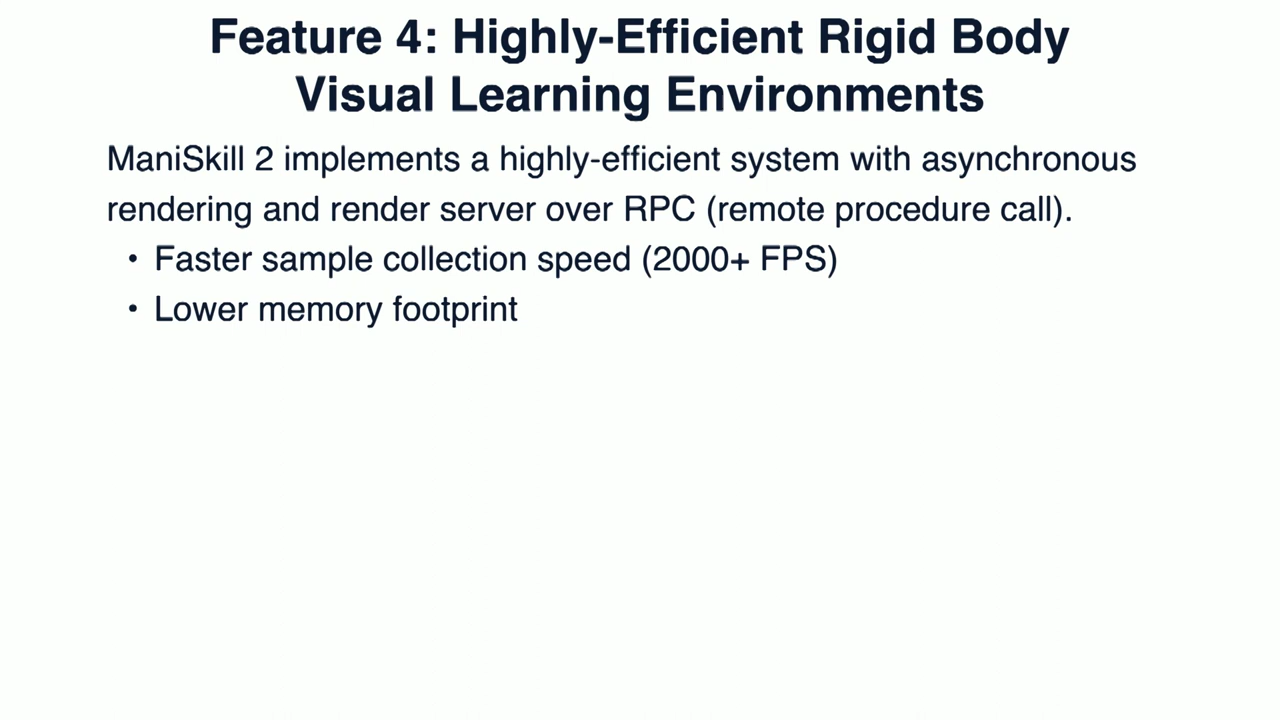 Feature 4: Highly-Efficient Rigid Body
Visual Learning Environments
ManiSkill 2 implements a highly-efficient system with asynchronous
rendering and render server over RPC (remote procedure call).
• Faster sample collection speed (2000+ FPS)
• Lower memory footprint